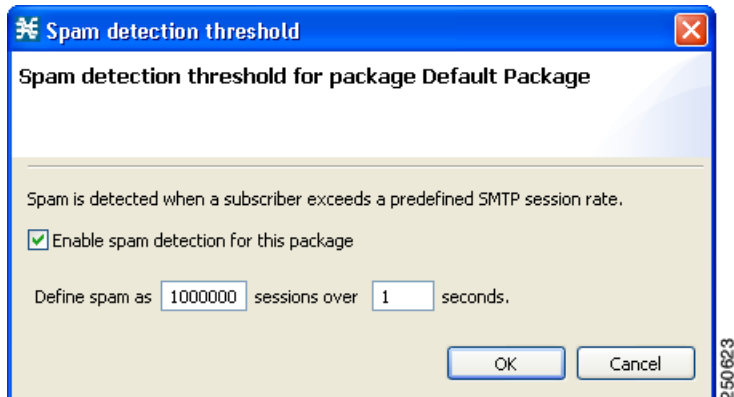 Spam detection threshold
Spam detection threshold for package Default Package
Spam is detected when a subscriber exceeds a predefined SMTP session rate.
Enable spam detection for this package
Define spam as 1000000 sessions over 1 seconds.
OK Cancel
250623